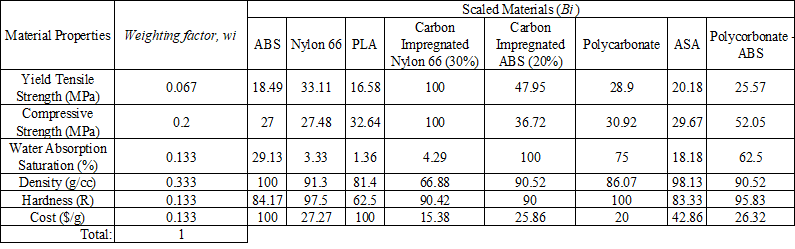 Material Properties Weighting factor, wi Scaled Materials (Bi)
ABS Nylon 66 PLA Carbon Impregnated Nylon 66 (30%) Carbon Impregnated ABS (20%) Polycarbonate ASA Polycorbonate - ABS
Yield Tensile Strength (MPa) 0.067 18.49 33.11 16.58 100 47.95 28.9 20.18 25.57
Compressive Strength (MPa) 0.2 27 27.48 32.64 100 36.72 30.92 29.67 52.05
Water Absorption Saturation (%) 0.133 29.13 3.33 1.36 4.29 100 75 18.18 62.5
Density (g/cc) 0.333 100 91.3 81.4 66.88 90.52 86.07 98.13 90.52
Hardness (R) 0.133 84.17 97.5 62.5 90.42 90 100 83.33 95.83
Cost ($/g) 0.133 100 27.27 100 15.38 25.86 20 42.86 26.32
Total: 1